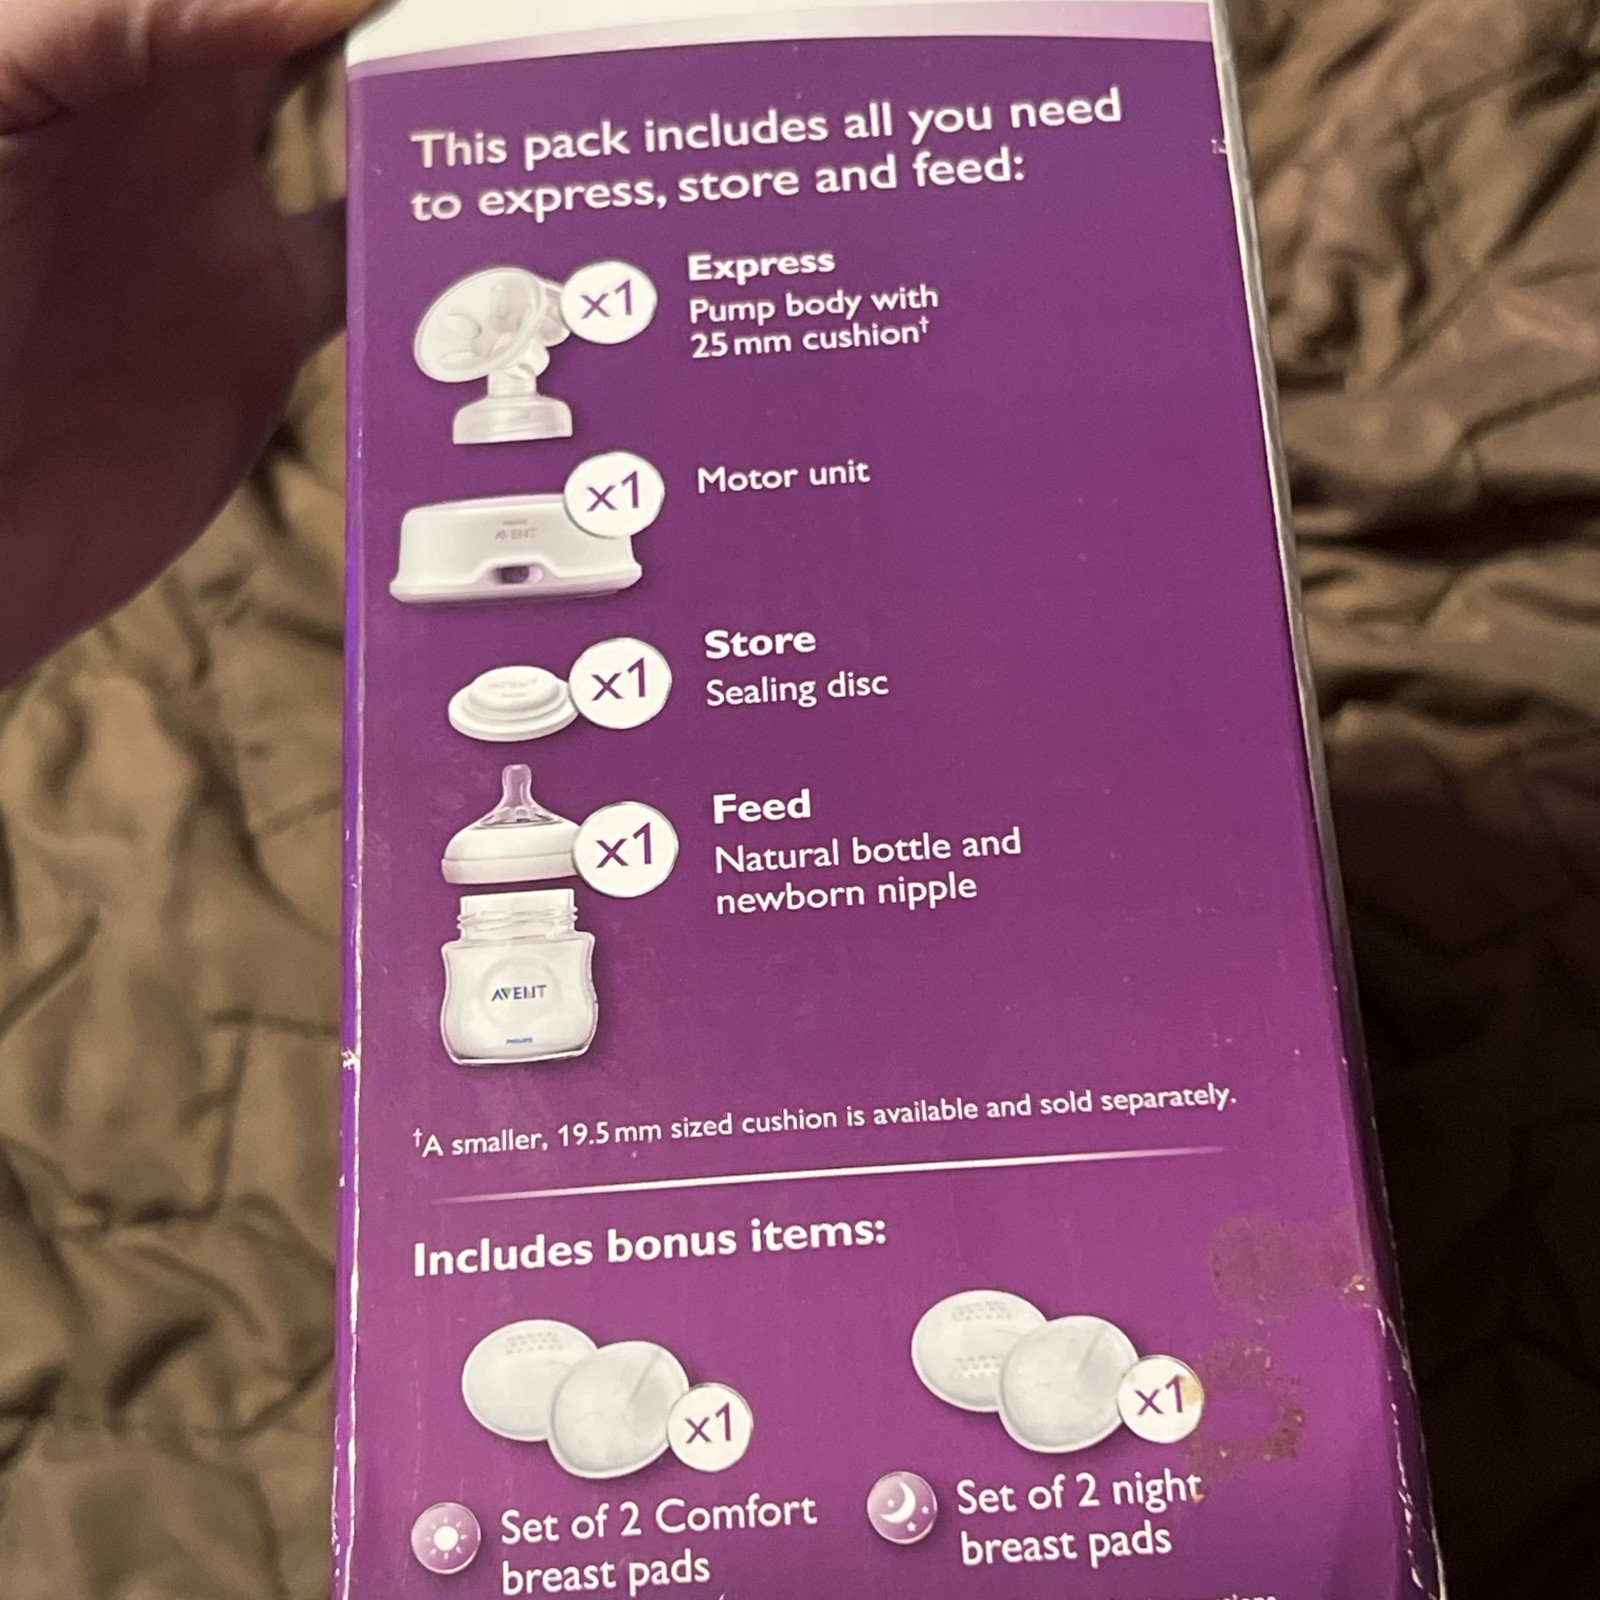 This pack includes all you need
to express, store and feed:
x1
Express
Pump body with
25 mm cushion†
x1
Motor unit
AVENT
x1
Store
Sealing disc
x1
Feed
Natural bottle and
newborn nipple
AVENT
PHILIPS
†A smaller, 19.5 mm sized cushion is available and sold separately.
Includes bonus items:
x1
Set of 2 Comfort
breast pads
x1
Set of 2 night
breast pads